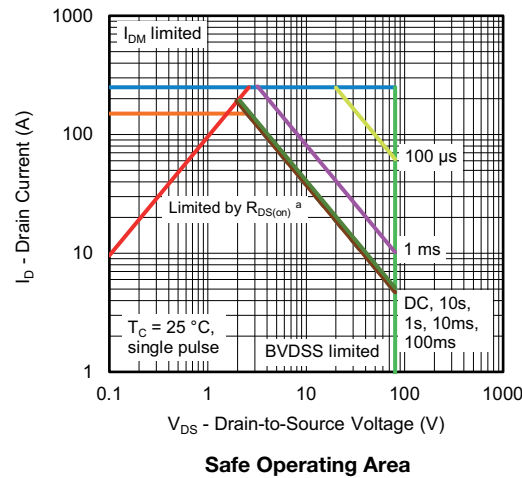 1000
100
10
1
I_D - Drain Current (A)
I_DM limited
100 µs
Limited by R_DS(on) ^a
1 ms
T_C = 25 °C,
single pulse
BVDSS limited
DC, 10s,
1s, 10ms,
100ms
0.1
1
10
100
1000
V_DS - Drain-to-Source Voltage (V)
Safe Operating Area